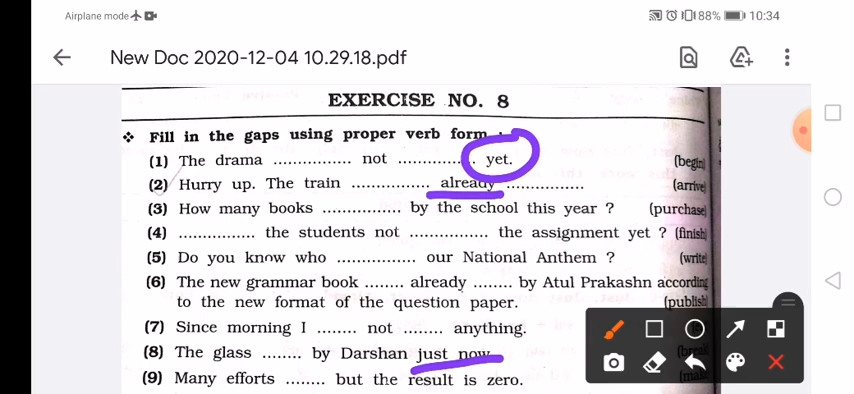 Airplane mode 88% 10:34
New Doc 2020-12-04 10.29.18.pdf
EXERCISE NO. 8
❖ Fill in the gaps using proper verb form :
(1) The drama ............... not ............... yet. (begin)
(2) Hurry up. The train ............... already ............... (arrive)
(3) How many books ............... by the school this year ? (purchase)
(4) ............... the students not ............... the assignment yet ? (finish)
(5) Do you know who ............... our National Anthem ? (write)
(6) The new grammar book ........ already ........ by Atul Prakashn according
to the new format of the question paper. (publish)
(7) Since morning I ........ not ........ anything.
(8) The glass ........ by Darshan just now
(9) Many efforts ........ but the result is zero.